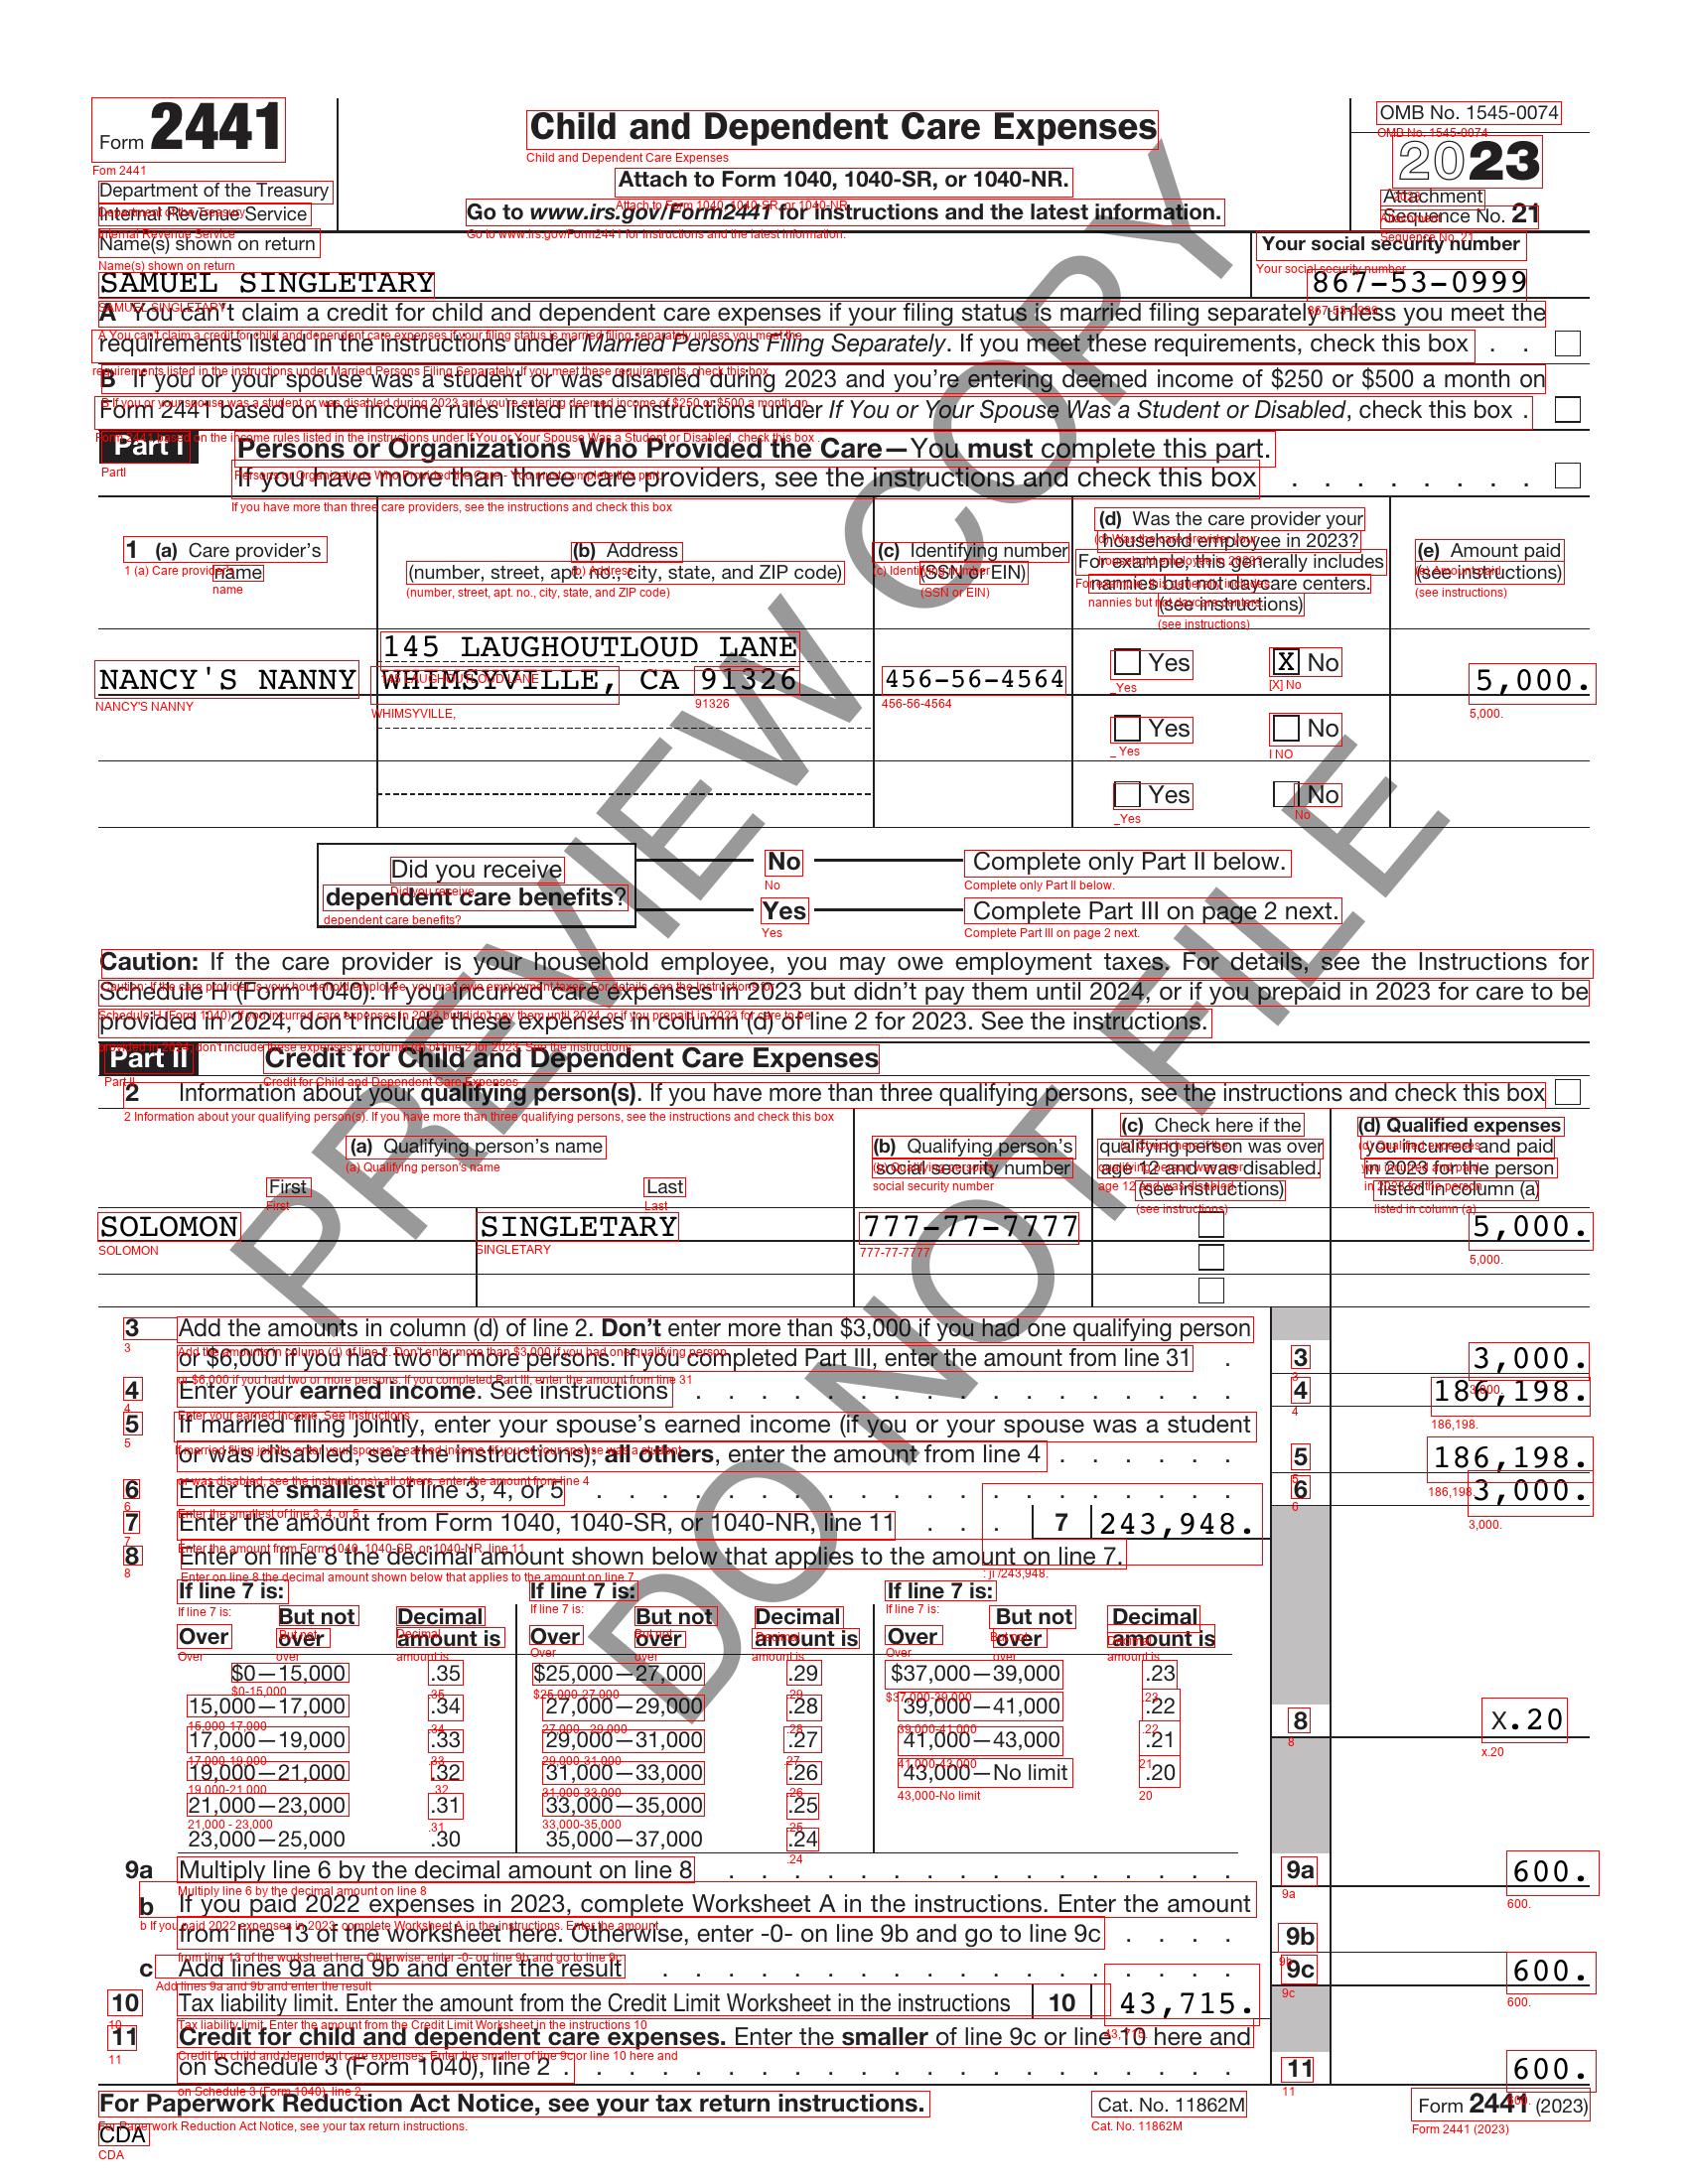 Form 2441
Child and Dependent Care Expenses
OMB No. 1545-0074
2023
Department of the Treasury
Internal Revenue Service
Attach to Form 1040, 1040-SR, or 1040-NR.
Go to www.irs.gov/Form2441 for instructions and the latest information.
Attachment
Sequence No. 21
Name(s) shown on return
Your social security number
SAMUEL SINGLETARY
867-53-0999
A You can't claim a credit for child and dependent care expenses if your filing status is married filing separately unless you meet the
requirements listed in the instructions under Married Persons Filing Separately. If you meet these requirements, check this box . .
B If you or your spouse was a student or was disabled during 2023 and you're entering deemed income of $250 or $500 a month on
Form 2441 based on the income rules listed in the instructions under If You or Your Spouse Was a Student or Disabled, check this box .
Part I Persons or Organizations Who Provided the Care—You must complete this part.
If you have more than three care providers, see the instructions and check this box . . . . . . . .
1 (a) Care provider's
name
(b) Address
(number, street, apt. no., city, state, and ZIP code)
(c) Identifying number
(SSN or EIN)
(d) Was the care provider your
household employee in 2023?
For example, this generally includes
nannies but not daycare centers.
(see instructions)
(e) Amount paid
(see instructions)
145 LAUGHOUTLOUD LANE
NANCY'S NANNY WHIMSYVILLE, CA 91326 456-56-4564 Yes X No 5,000.
Yes No
Yes No
Did you receive
dependent care benefits?
No Complete only Part II below.
Yes Complete Part III on page 2 next.
Caution: If the care provider is your household employee, you may owe employment taxes. For details, see the Instructions for
Schedule H (Form 1040). If you incurred care expenses in 2023 but didn't pay them until 2024, or if you prepaid in 2023 for care to be
provided in 2024, don't include these expenses in column (d) of line 2 for 2023. See the instructions.
Part II Credit for Child and Dependent Care Expenses
2 Information about your qualifying person(s). If you have more than three qualifying persons, see the instructions and check this box
(a) Qualifying person's name
First Last
(b) Qualifying person's
social security number
(c) Check here if the
qualifying person was over
age 12 and was disabled.
(see instructions)
(d) Qualified expenses
you incurred and paid
in 2023 for the person
listed in column (a)
SOLOMON SINGLETARY 777-77-7777 5,000.
3 Add the amounts in column (d) of line 2. Don't enter more than $3,000 if you had one qualifying person
or $6,000 if you had two or more persons. If you completed Part III, enter the amount from line 31 . 3 3,000.
4 Enter your earned income. See instructions . . . . . . . . . . . . . . . . . 4 186,198.
5 If married filing jointly, enter your spouse's earned income (if you or your spouse was a student
or was disabled, see the instructions); all others, enter the amount from line 4 . . . . . . 5 186,198.
6 Enter the smallest of line 3, 4, or 5 . . . . . . . . . . . . . . . . . . . . 6 3,000.
7 Enter the amount from Form 1040, 1040-SR, or 1040-NR, line 11 . . . 7 243,948.
8 Enter on line 8 the decimal amount shown below that applies to the amount on line 7.
If line 7 is: If line 7 is: If line 7 is:
But not Decimal But not Decimal But not Decimal
Over over amount is Over over amount is Over over amount is
$0—15,000 .35 $25,000—27,000 .29 $37,000—39,000 .23
15,000—17,000 .34 27,000—29,000 .28 39,000—41,000 .22
17,000—19,000 .33 29,000—31,000 .27 41,000—43,000 .21
19,000—21,000 .32 31,000—33,000 .26 43,000—No limit .20
21,000—23,000 .31 33,000—35,000 .25
23,000—25,000 .30 35,000—37,000 .24
8 X.20
9a Multiply line 6 by the decimal amount on line 8 . . . . . . . . . . . . . . . . 9a 600.
b If you paid 2022 expenses in 2023, complete Worksheet A in the instructions. Enter the amount
from line 13 of the worksheet here. Otherwise, enter -0- on line 9b and go to line 9c . . . . 9b
c Add lines 9a and 9b and enter the result . . . . . . . . . . . . . . . . . . 9c 600.
10 Tax liability limit. Enter the amount from the Credit Limit Worksheet in the instructions 10 43,715.
11 Credit for child and dependent care expenses. Enter the smaller of line 9c or line 10 here and
on Schedule 3 (Form 1040), line 2 . . . . . . . . . . . . . . . . . . . . . 11 600.
For Paperwork Reduction Act Notice, see your tax return instructions. Cat. No. 11862M Form 2441 (2023)
CDA
PREVIEW COPY
DO NOT FILE